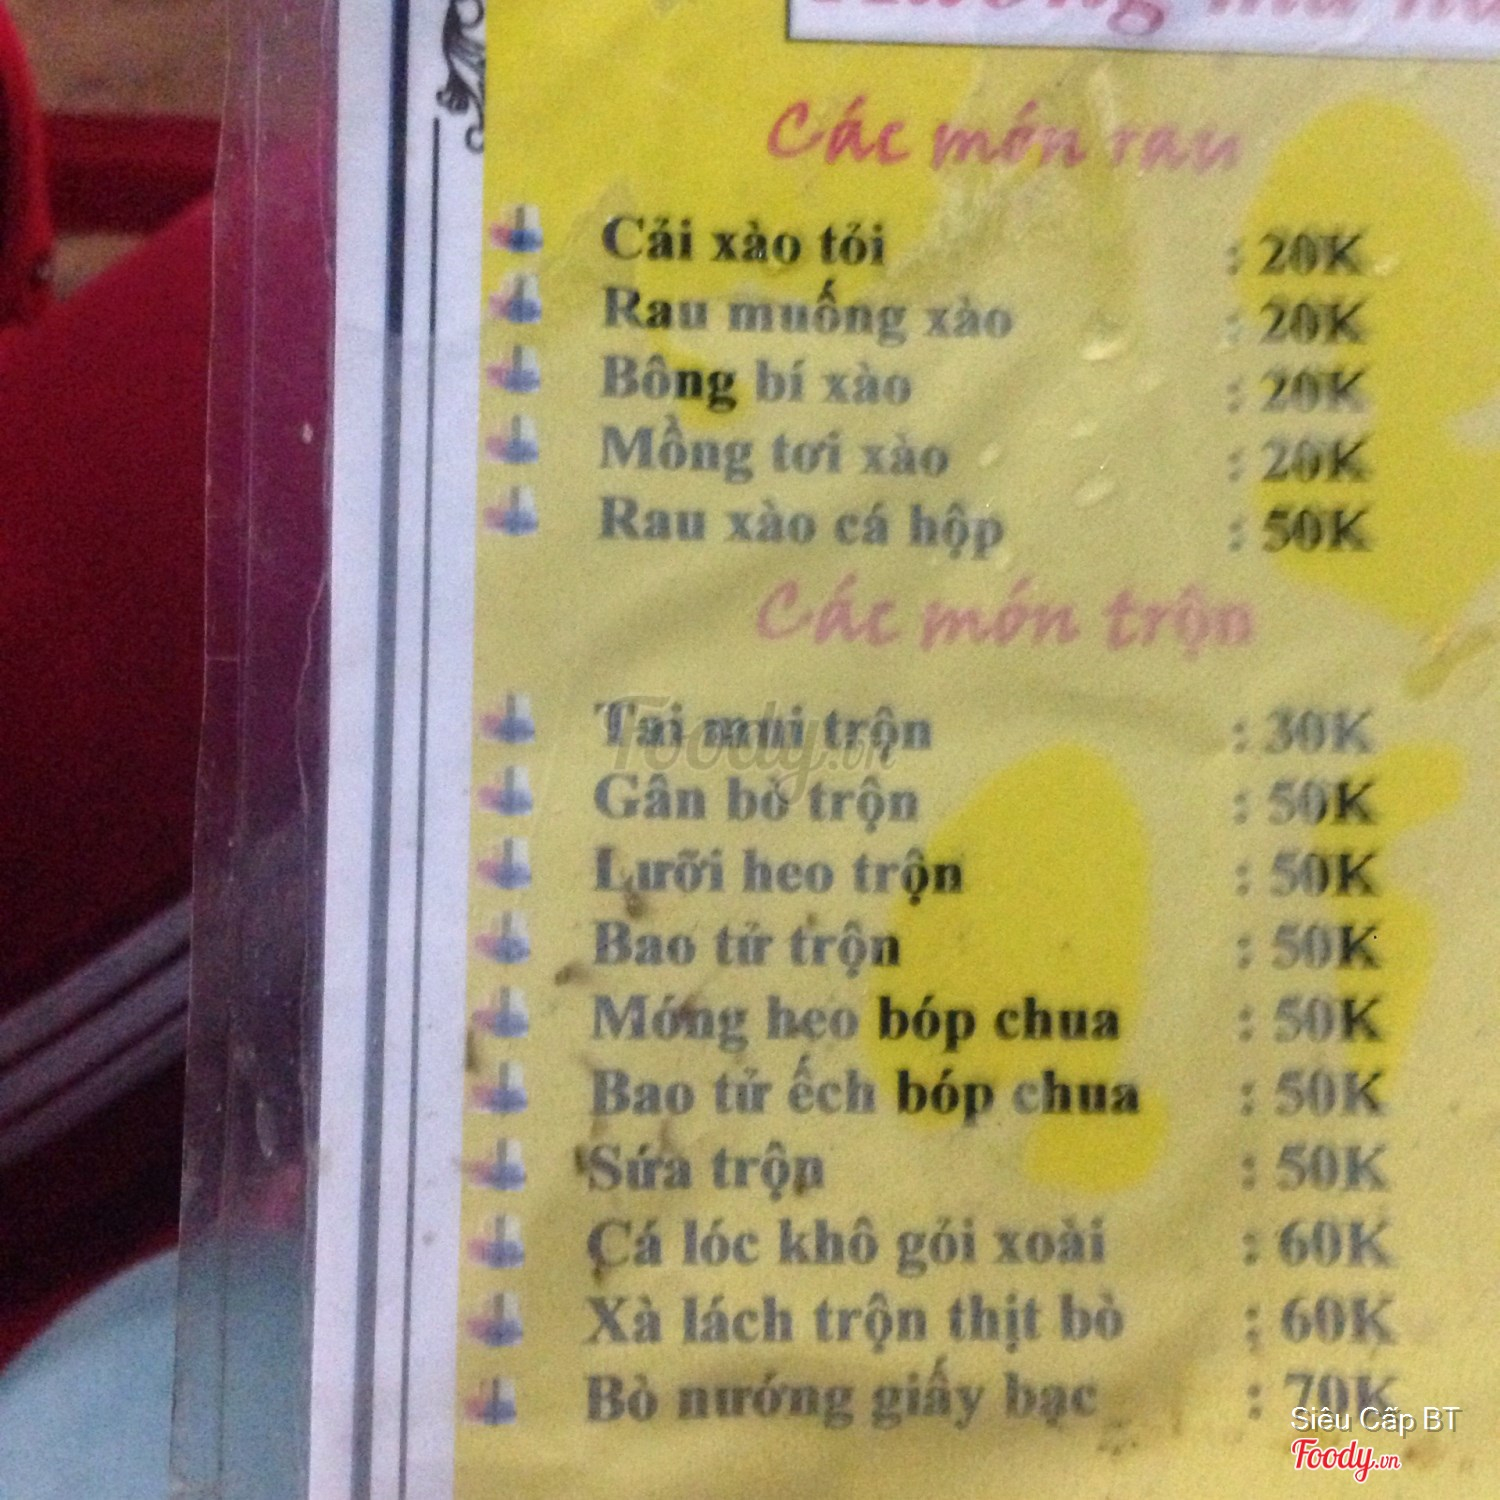 Các món rau
Cải xào tỏi : 20K
Rau muống xào : 20K
Bông bí xào : 20K
Mồng tơi xào : 20K
Rau xào cá hộp : 50K
Các món trộn
Tai mui trộn : 30K
Gân bò trộn : 50K
Lưỡi heo trộn : 50K
Bao tử trộn : 50K
Móng heo bóp chua : 50K
Bao tử ếch bóp chua : 50K
Sứa trộn : 50K
Cá lóc khô gỏi xoài : 60K
Xà lách trộn thịt bò : 60K
Bò nướng giấy bạc : 70K
Foody.vn
Siêu Cấp BT
Foody.vn